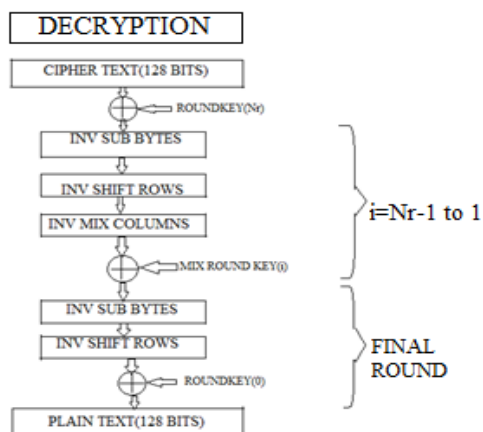 DECRYPTION
CIPHER TEXT(128 BITS)
ROUNDKEY(Nr)
INV SUB BYTES
INV SHIFT ROWS
INV MIX COLUMNS
i=Nr-1 to 1
MIX ROUND KEY(i)
INV SUB BYTES
INV SHIFT ROWS
FINAL
ROUND
ROUNDKEY(0)
PLAIN TEXT(128 BITS)